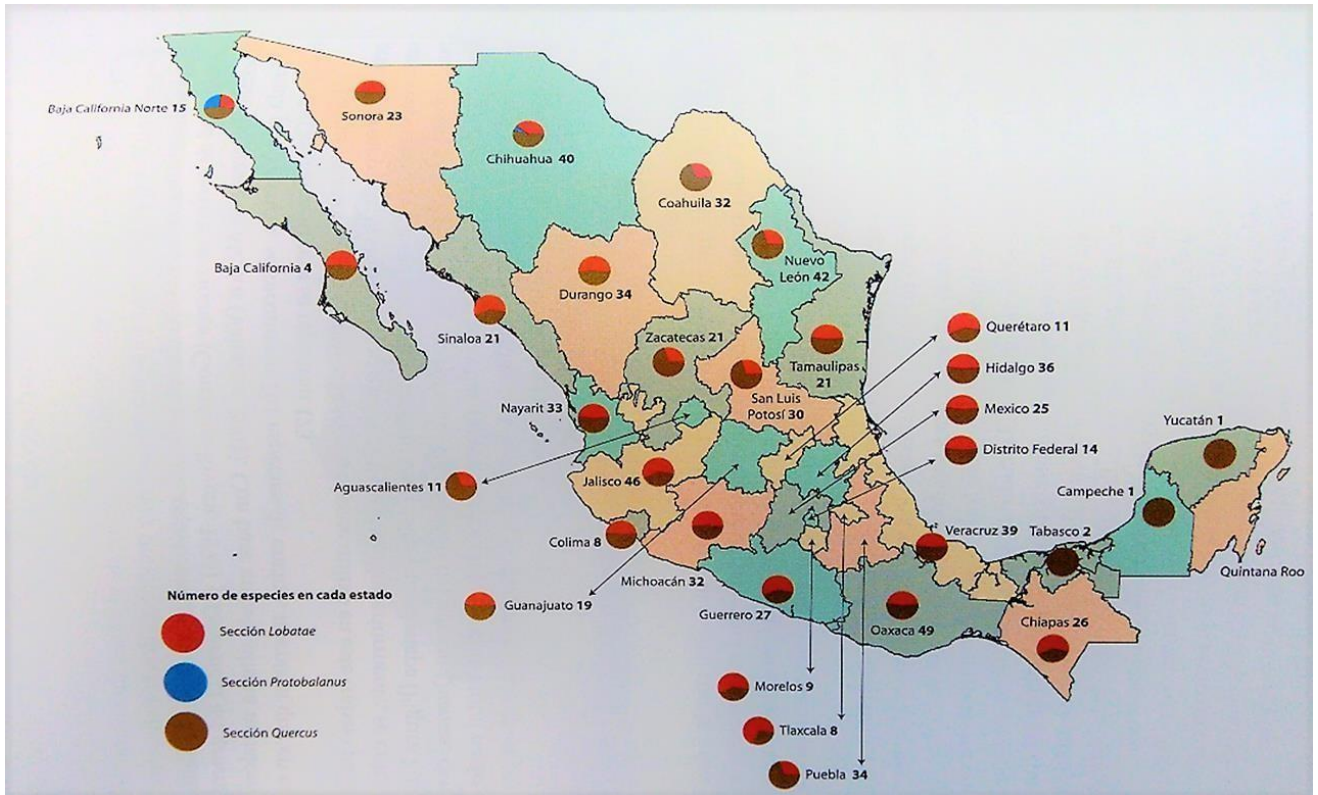 Baja California Norte 15
Sonora 23
Chihuahua 40
Coahuila 32
Nuevo
León 42
Baja California 4
Durango 34
Sinaloa 21
Zacatecas 21
Tamaulipas
21
San Luis
Potosí 30
Querétaro 11
Hidalgo 36
Mexico 25
Distrito Federal 14
Nayarit 33
Aguascalientes 11
Jalisco 46
Colima 8
Michoacán 32
Guanajuato 19
Guerrero 27
Oaxaca 49
Veracruz 39
Tabasco 2
Campeche 1
Yucatán 1
Quintana Roo
Chiapas 26
Morelos 9
Tlaxcala 8
Puebla 34
Número de especies en cada estado
Sección Lobatae
Sección Protobalanus
Sección Quercus